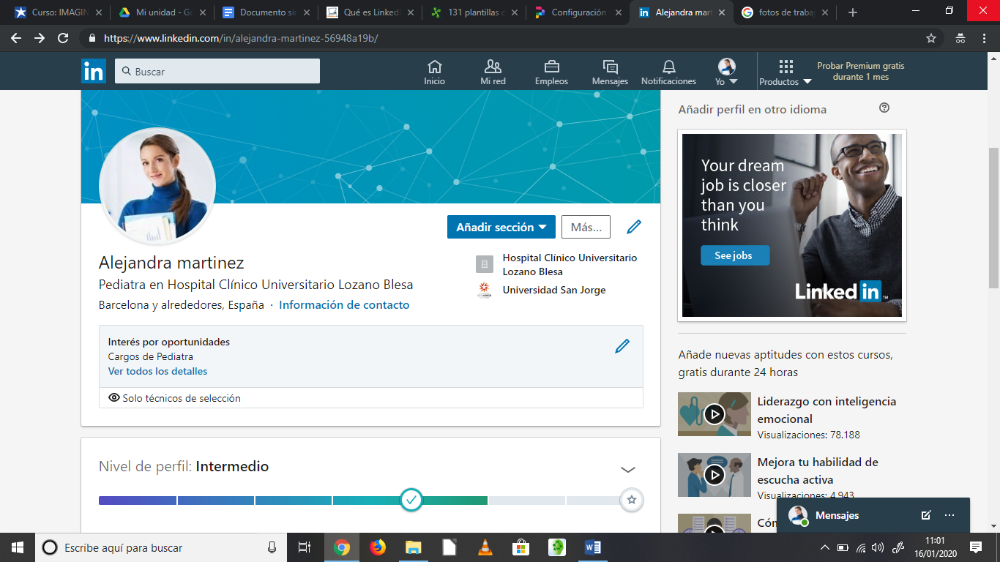 Curso: IMAGIN
Mi unidad - Go
Documento sin
Qué es LinkedI
131 plantillas d
Configuración
Alejandra mart
fotos de traba
https://www.linkedin.com/in/alejandra-martinez-56948a19b/
in
Buscar
Inicio
Mi red
Empleos
Mensajes
Notificaciones
Yo
Productos
Probar Premium gratis
durante 1 mes
Añadir sección
Más...
Alejandra martinez
Pediatra en Hospital Clínico Universitario Lozano Blesa
Barcelona y alrededores, España · Información de contacto
Hospital Clínico Universitario
Lozano Blesa
Universidad San Jorge
Interés por oportunidades
Cargos de Pediatra
Ver todos los detalles
Solo técnicos de selección
Nivel de perfil: Intermedio
Añadir perfil en otro idioma
Your dream
job is closer
than you
think
See jobs
Linked in
Añade nuevas aptitudes con estos cursos,
gratis durante 24 horas
Liderazgo con inteligencia
emocional
Visualizaciones: 78.188
Mejora tu habilidad de
escucha activa
Visualizaciones: 4.943
Cóm
Mensajes
Escribe aquí para buscar
11:01
16/01/2020